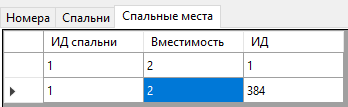 Номера Спальни Спальные места
ИД спальни Вместимость ИД
1 2 1
1 2 384